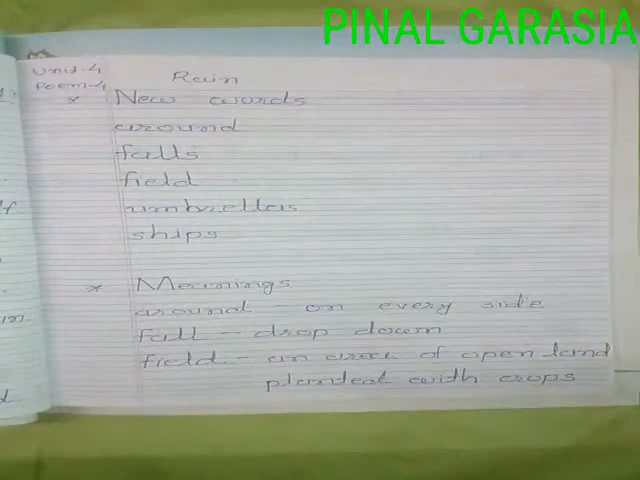 PINAL GARASIA
Unit-4
Poem-4
Rain
* New words
around
falls
field
umbrellas
ships
* Meanings
around - on every side
fall - drop down
field - an area of open land
planted with crops